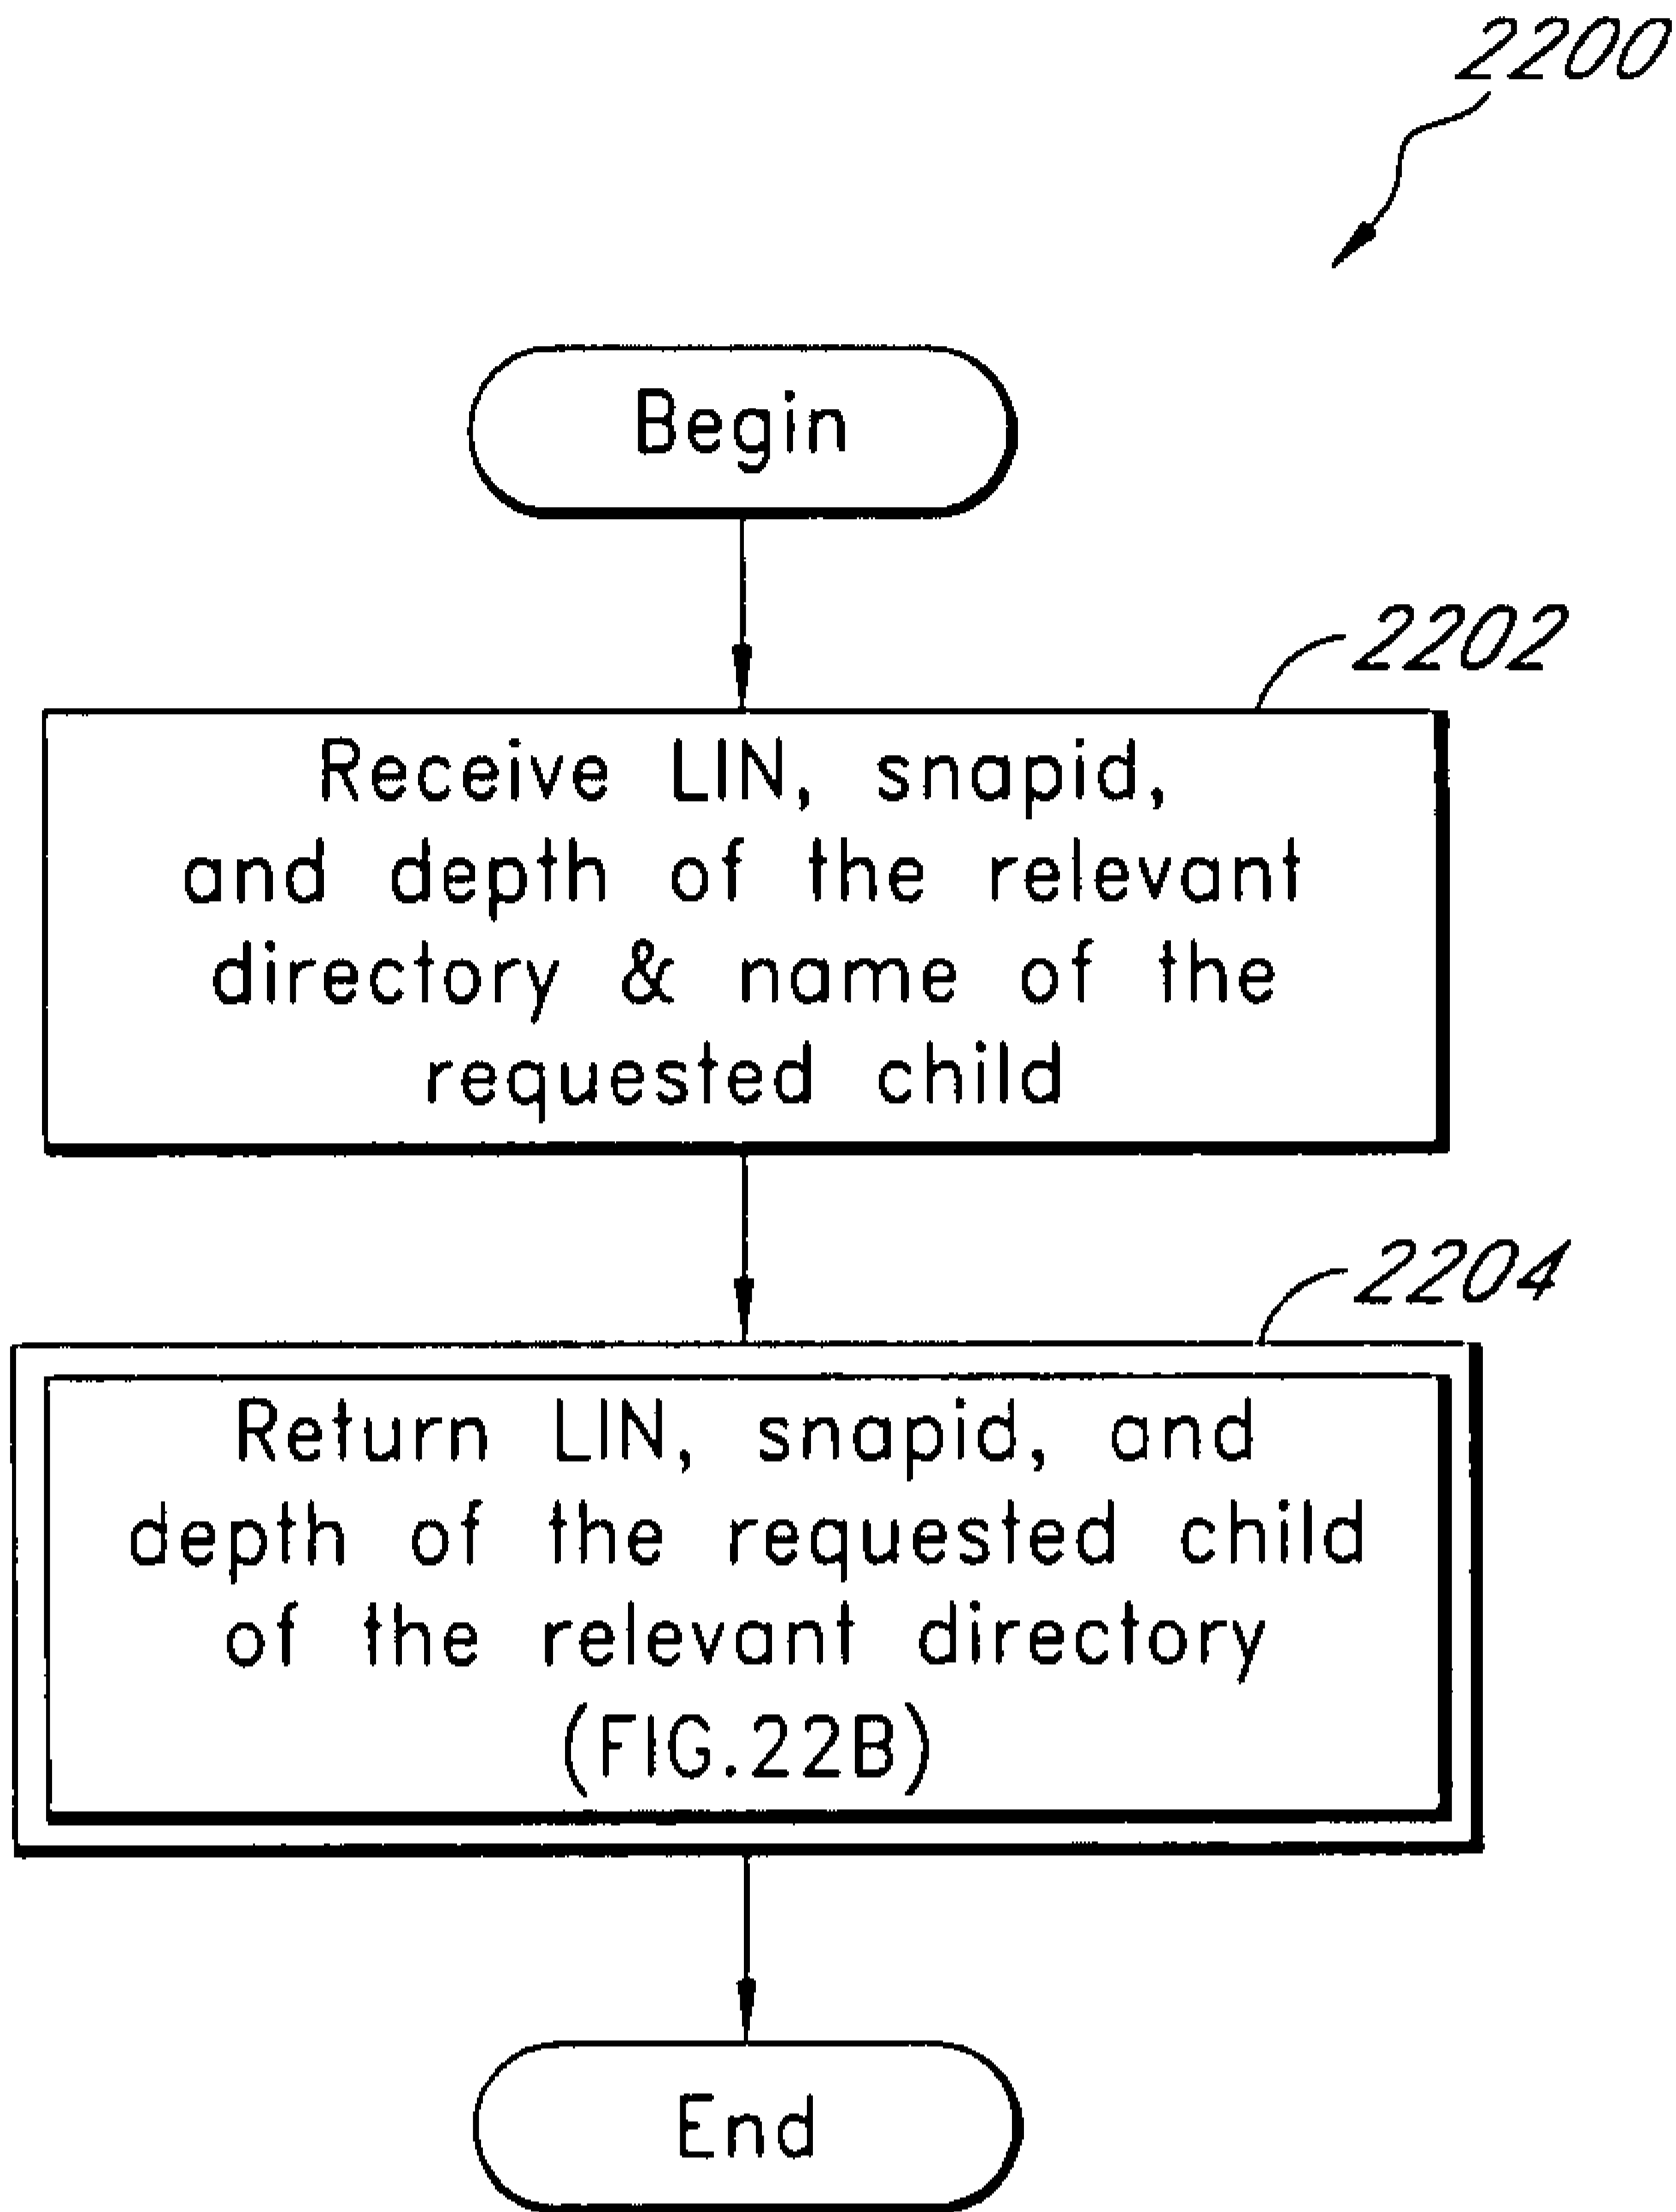 2200
Begin
2202
Receive LIN, snapid,
and depth of the relevant
directory & name of the
requested child
2204
Return LIN, snapid, and
depth of the requested child
of the relevant directory
(FIG.22B)
End